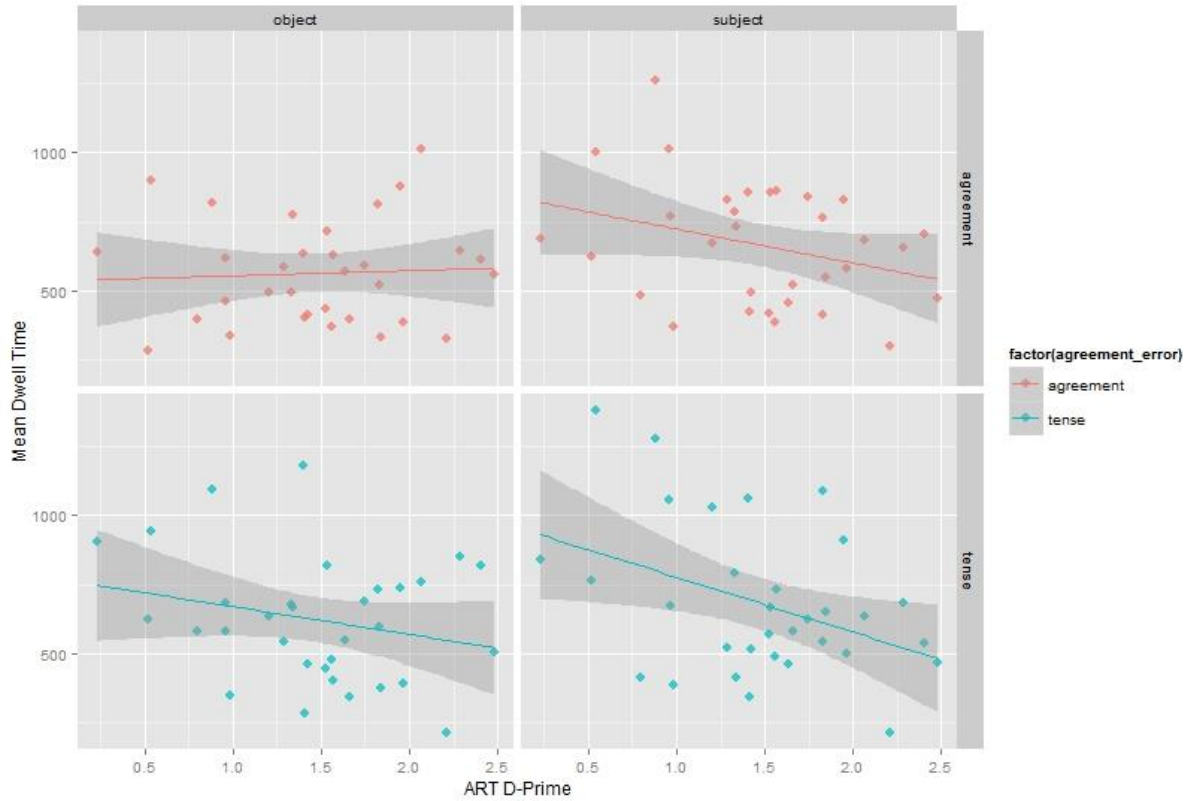 object
subject
1000
500
agreement
1000
500
tense
Mean Dwell Time
0.5 1.0 1.5 2.0 2.5
0.5 1.0 1.5 2.0 2.5
ART D-Prime
factor(agreement_error)
agreement
tense